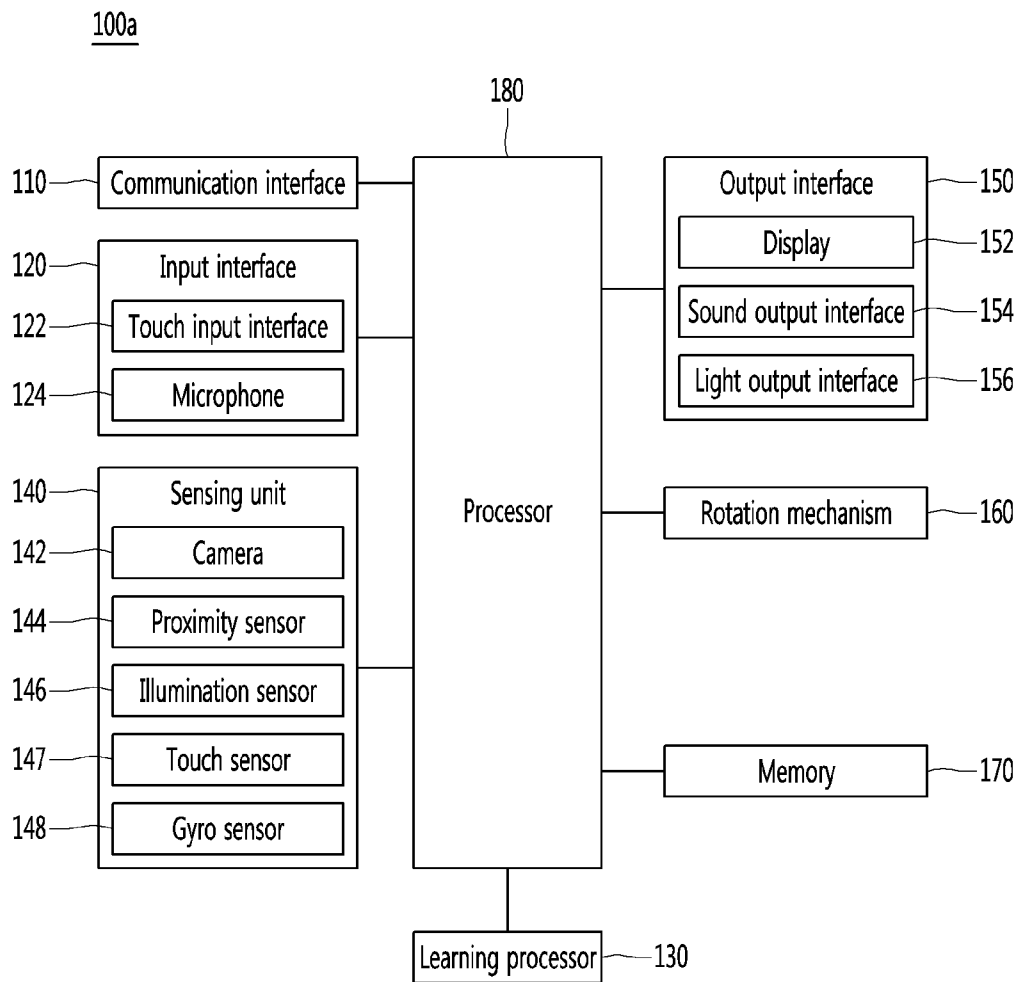 100a
180
110 Communication interface
120 Input interface
122 Touch input interface
124 Microphone
140 Sensing unit
142 Camera
144 Proximity sensor
146 Illumination sensor
147 Touch sensor
148 Gyro sensor
Processor
Output interface 150
Display 152
Sound output interface 154
Light output interface 156
Rotation mechanism 160
Memory 170
Learning processor 130